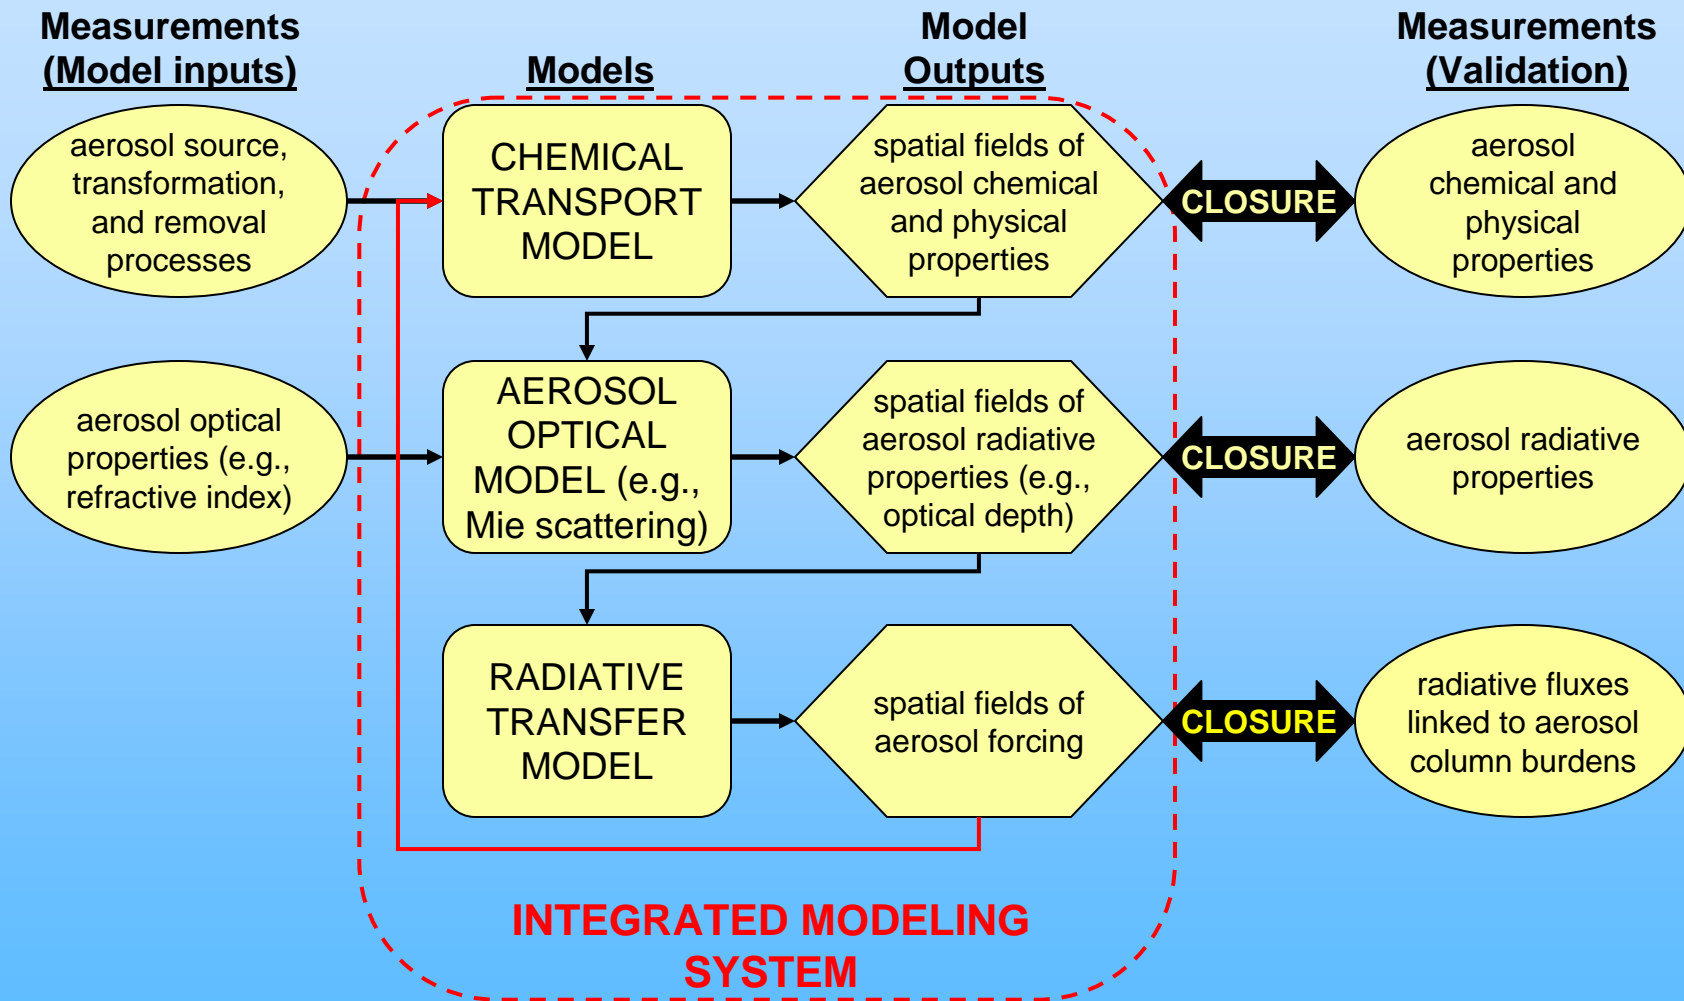 Measurements
(Model inputs)
Models
Model
Outputs
Measurements
(Validation)
aerosol source,
transformation,
and removal
processes
CHEMICAL
TRANSPORT
MODEL
spatial fields of
aerosol chemical
and physical
properties
CLOSURE
aerosol
chemical and
physical
properties
aerosol optical
properties (e.g.,
refractive index)
AEROSOL
OPTICAL
MODEL (e.g.,
Mie scattering)
spatial fields of
aerosol radiative
properties (e.g.,
optical depth)
CLOSURE
aerosol radiative
properties
RADIATIVE
TRANSFER
MODEL
spatial fields of
aerosol forcing
CLOSURE
radiative fluxes
linked to aerosol
column burdens
INTEGRATED MODELING
SYSTEM